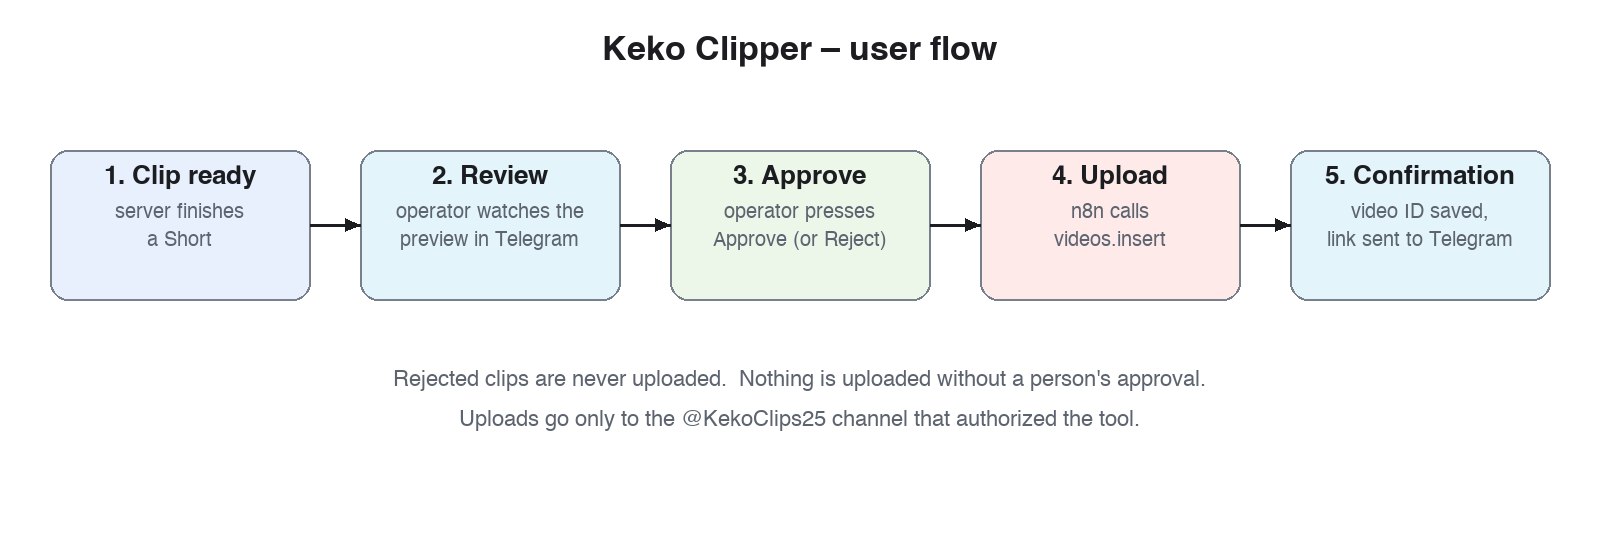 Keko Clipper – user flow
1. Clip ready
server finishes
a Short
2. Review
operator watches the
preview in Telegram
3. Approve
operator presses
Approve (or Reject)
4. Upload
n8n calls
videos.insert
5. Confirmation
video ID saved,
link sent to Telegram
Rejected clips are never uploaded.  Nothing is uploaded without a person's approval.
Uploads go only to the @KekoClips25 channel that authorized the tool.